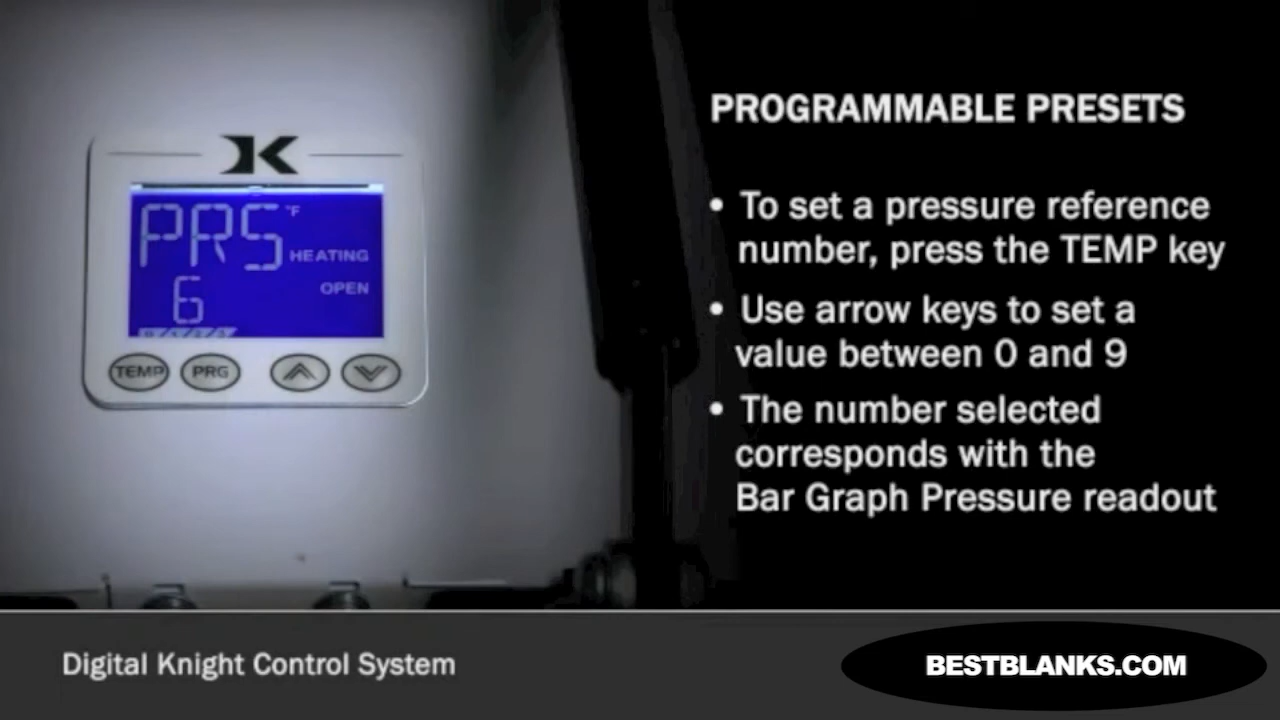 K
PRS °F
HEATING
OPEN
6
TEMP PRG
PROGRAMMABLE PRESETS
• To set a pressure reference
number, press the TEMP key
• Use arrow keys to set a
value between 0 and 9
• The number selected
corresponds with the
Bar Graph Pressure readout
Digital Knight Control System
BESTBLANKS.COM